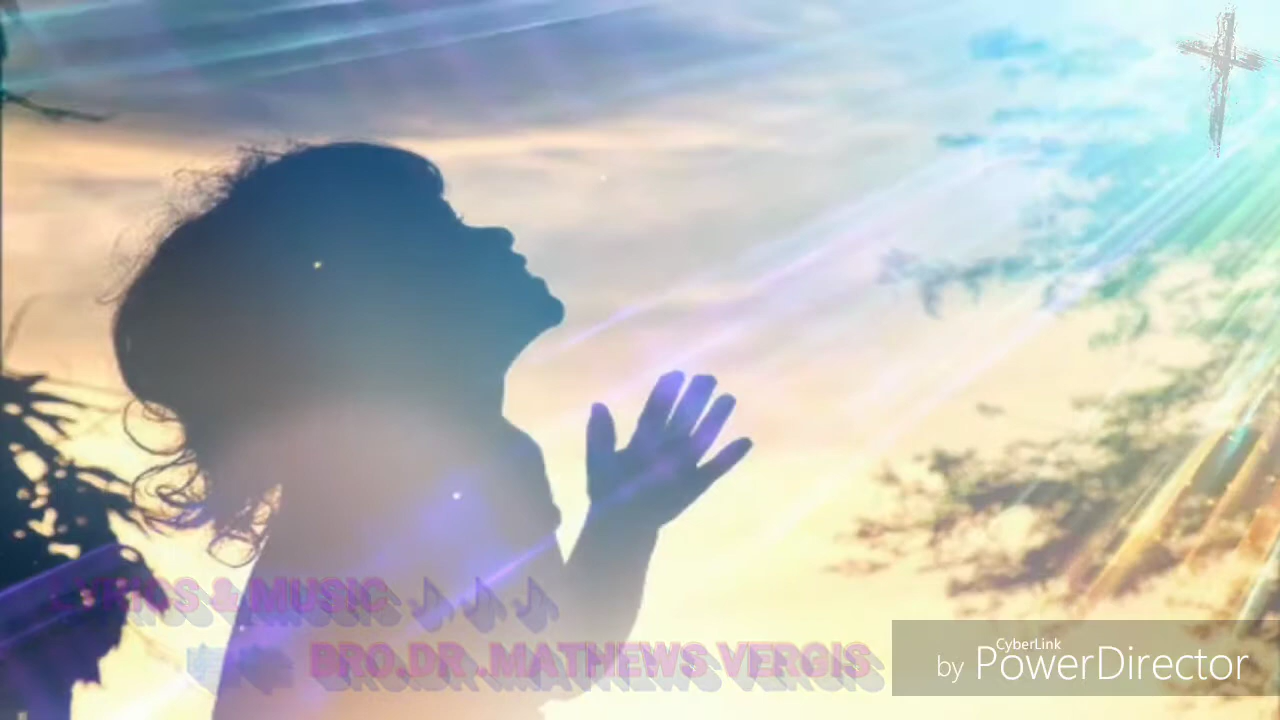 LYRICS & MUSIC ♪♪♪
BRO,DR .MATHEWS VERGIS
CyberLink
by PowerDirector